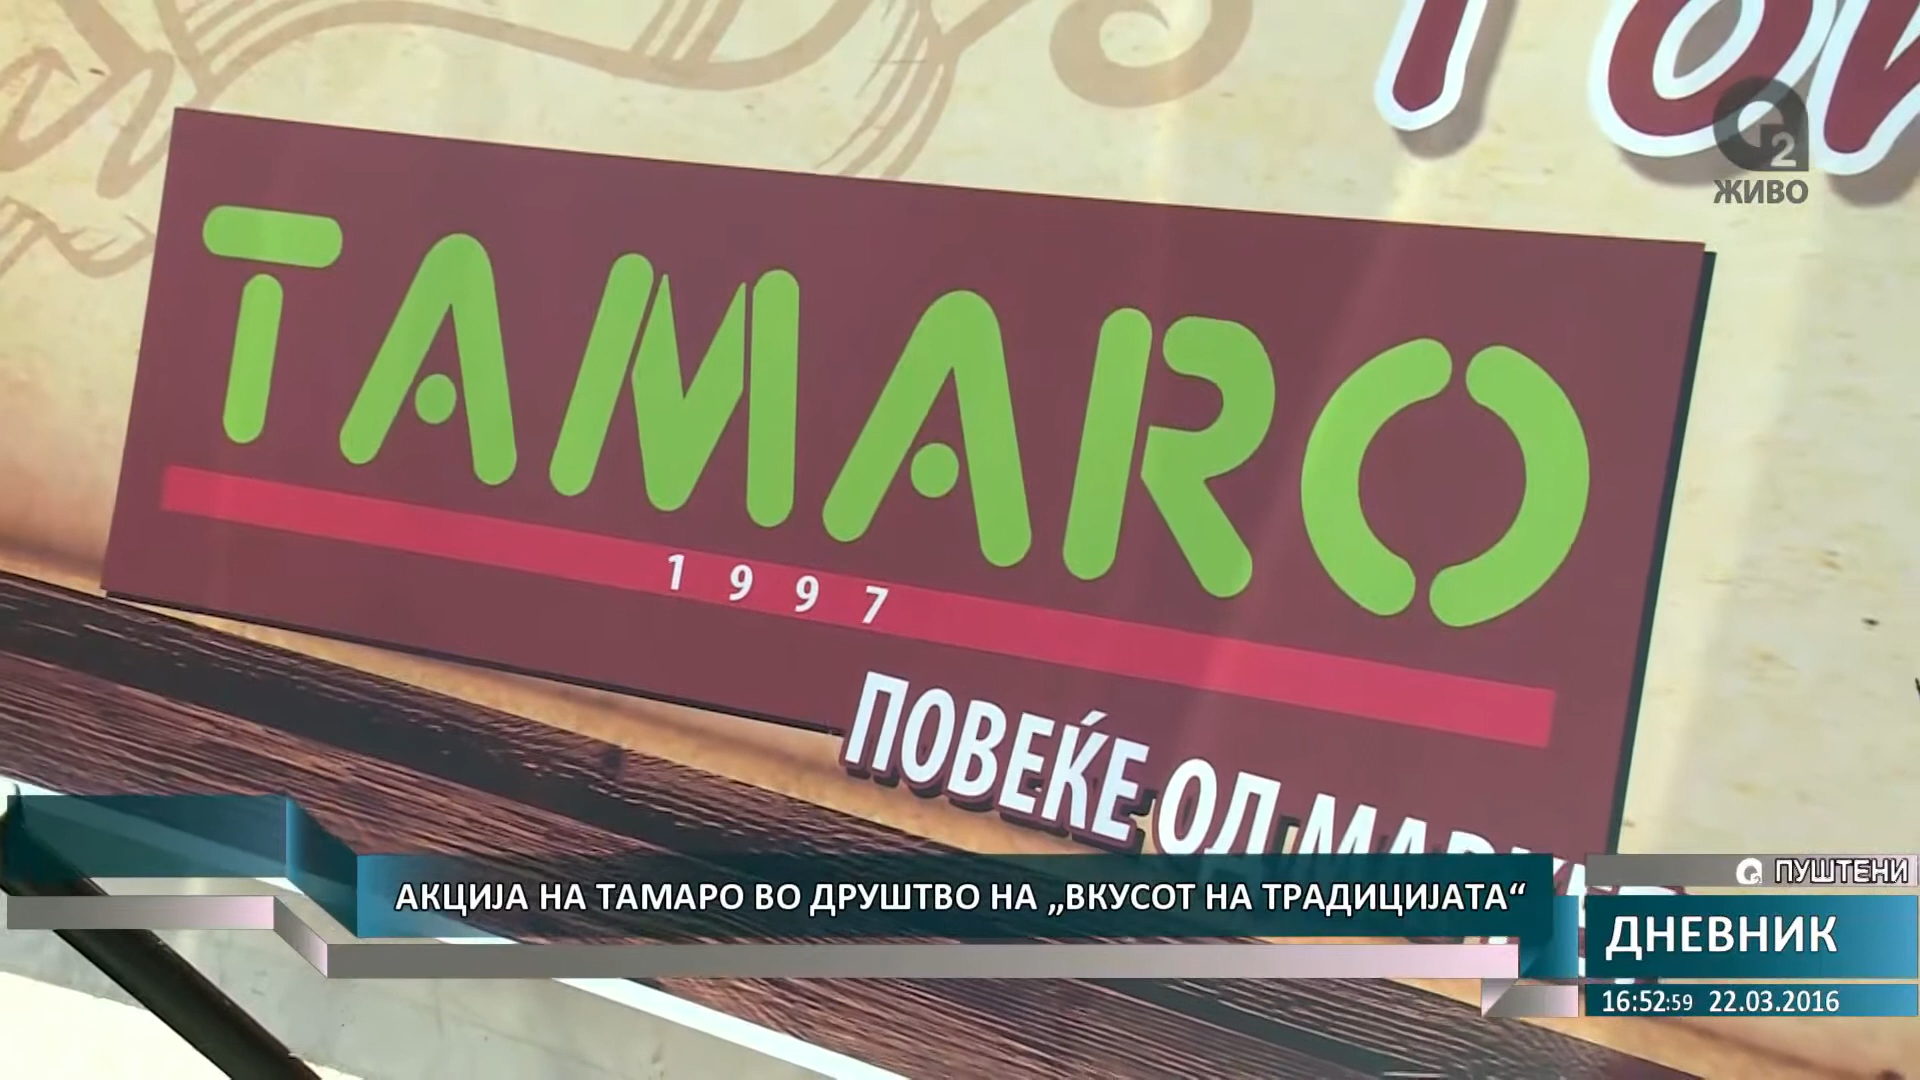 2
ЖИВО
TAMARO
1997
ПОВЕЌЕ ОД
АКЦИЈА НА ТАМАРО ВО ДРУШТВО НА „ВКУСОТ НА ТРАДИЦИЈАТА“
ПУШТЕНИ
ДНЕВНИК
16:52:59 22.03.2016